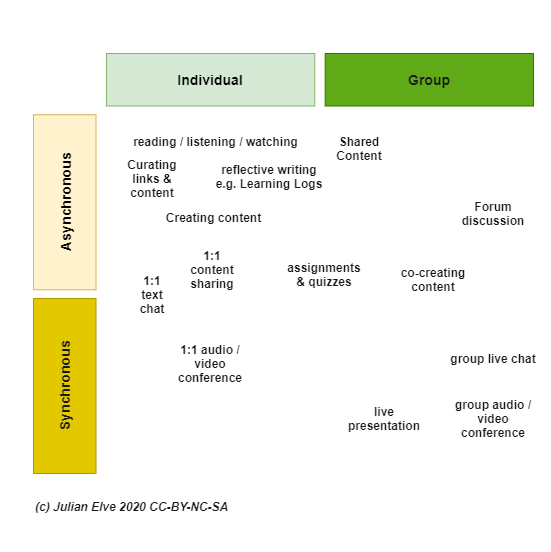 Individual
Group
Asynchronous
reading / listening / watching
Shared
Content
Curating
links &
content
reflective writing
e.g. Learning Logs
Creating content
Forum
discussion
1:1
content
sharing
assignments
& quizzes
co-creating
content
1:1
text
chat
Synchronous
1:1 audio /
video
conference
group live chat
live
presentation
group audio /
video
conference
(c) Julian Elve 2020 CC-BY-NC-SA